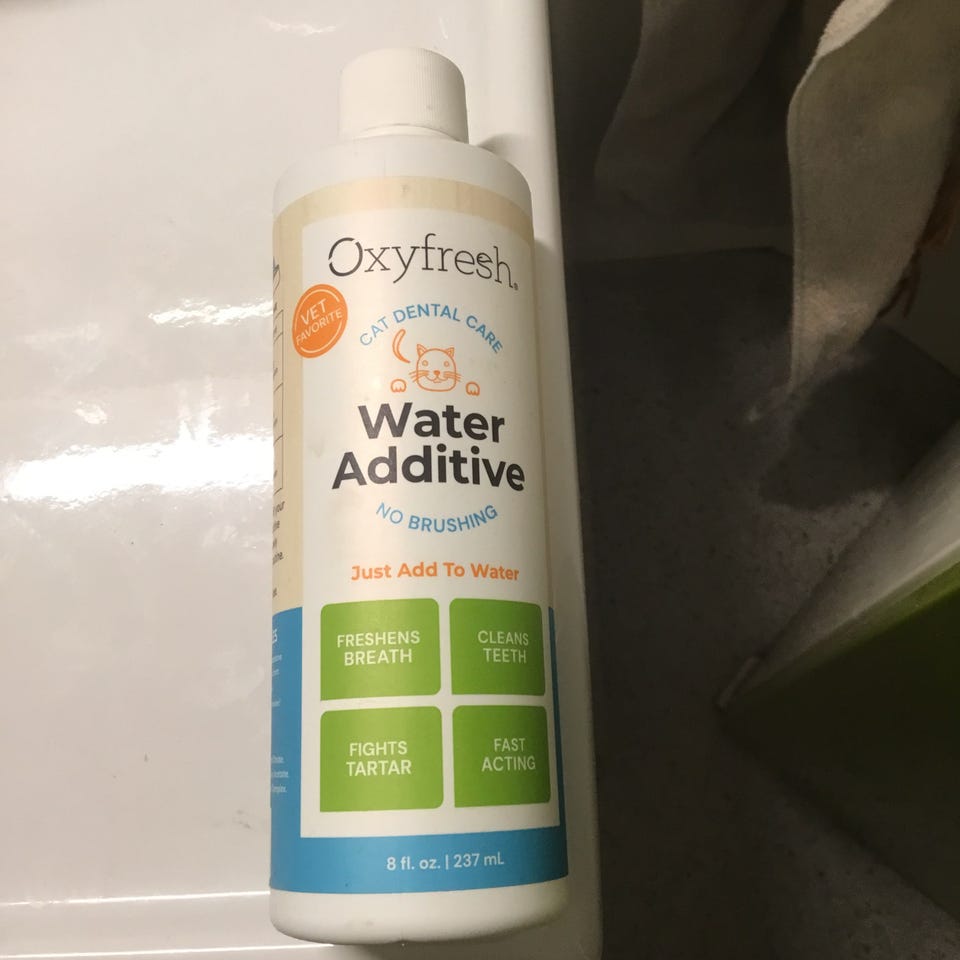 Oxyfresh®
VET
FAVORITE
CAT DENTAL CARE
Water
Additive
NO BRUSHING
Just Add To Water
FRESHENS
BREATH
CLEANS
TEETH
FIGHTS
TARTAR
FAST
ACTING
8 fl. oz. | 237 mL